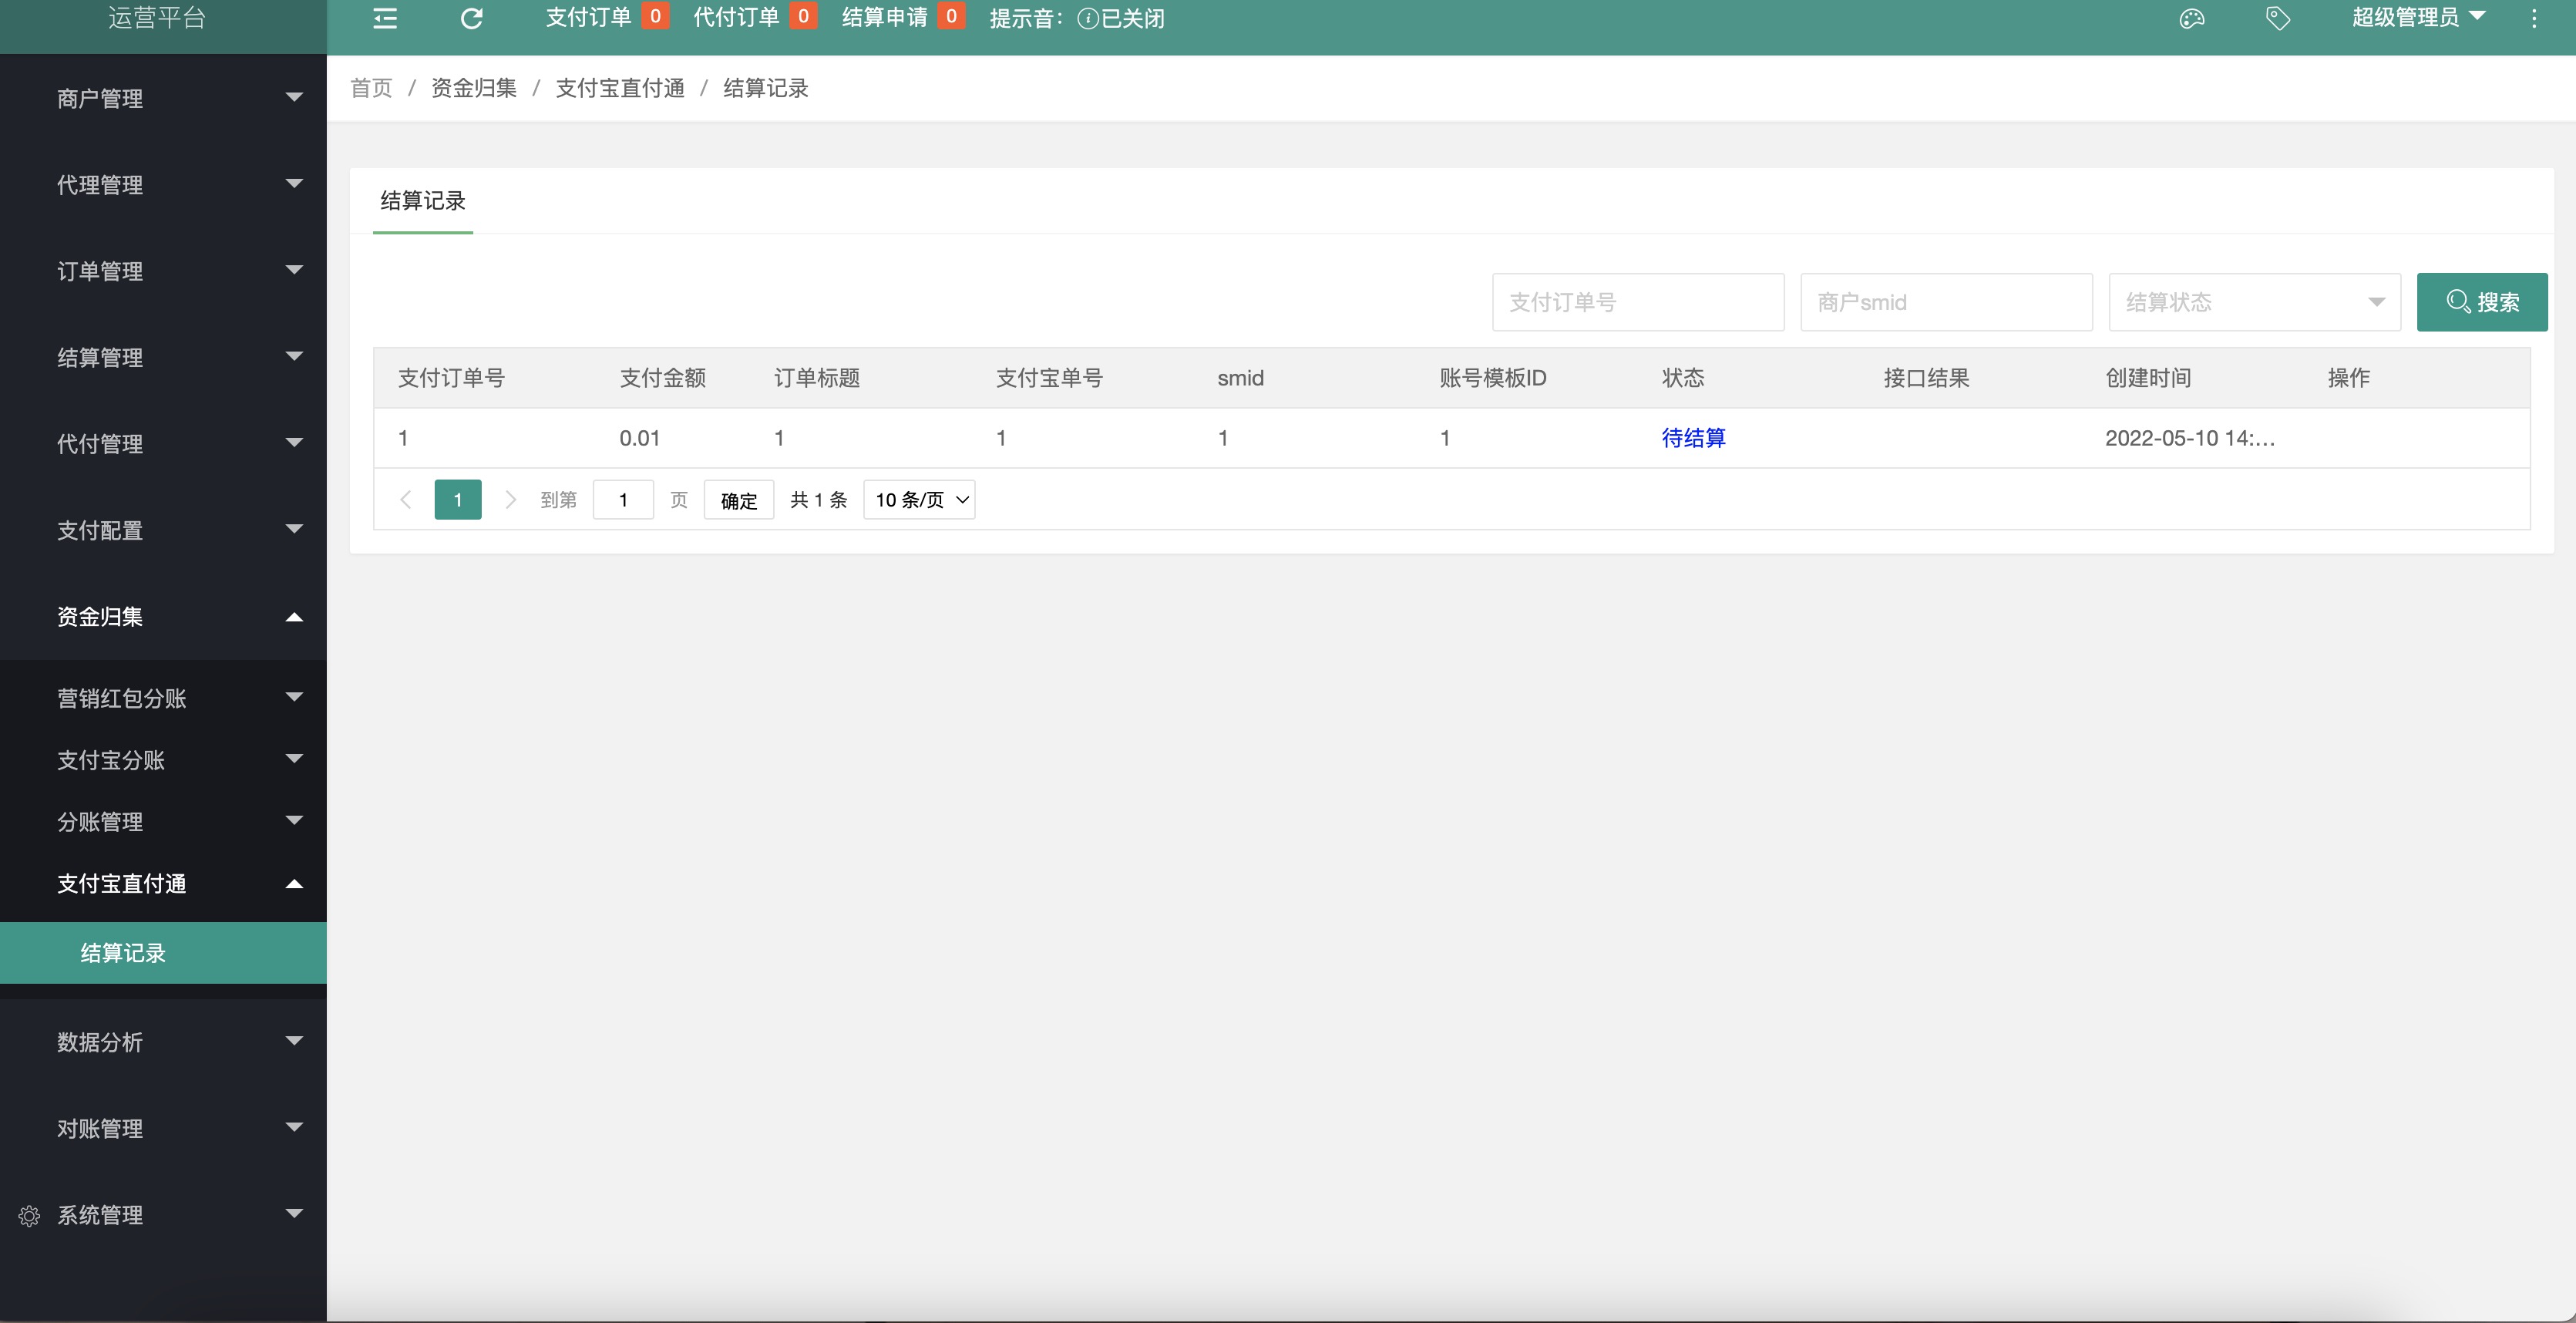 运营平台
支付订单 0 代付订单 0 结算申请 0 提示音： 已关闭
超级管理员
首页 / 资金归集 / 支付宝直付通 / 结算记录
商户管理
代理管理
订单管理
结算管理
代付管理
支付配置
资金归集
营销红包分账
支付宝分账
分账管理
支付宝直付通
结算记录
数据分析
对账管理
系统管理
结算记录
支付订单号 商户smid 结算状态 搜索
支付订单号 支付金额 订单标题 支付宝单号 smid 账号模板ID 状态 接口结果 创建时间 操作
1 0.01 1 1 1 1 待结算 2022-05-10 14:...
1 到第 1 页 确定 共 1 条 10 条/页